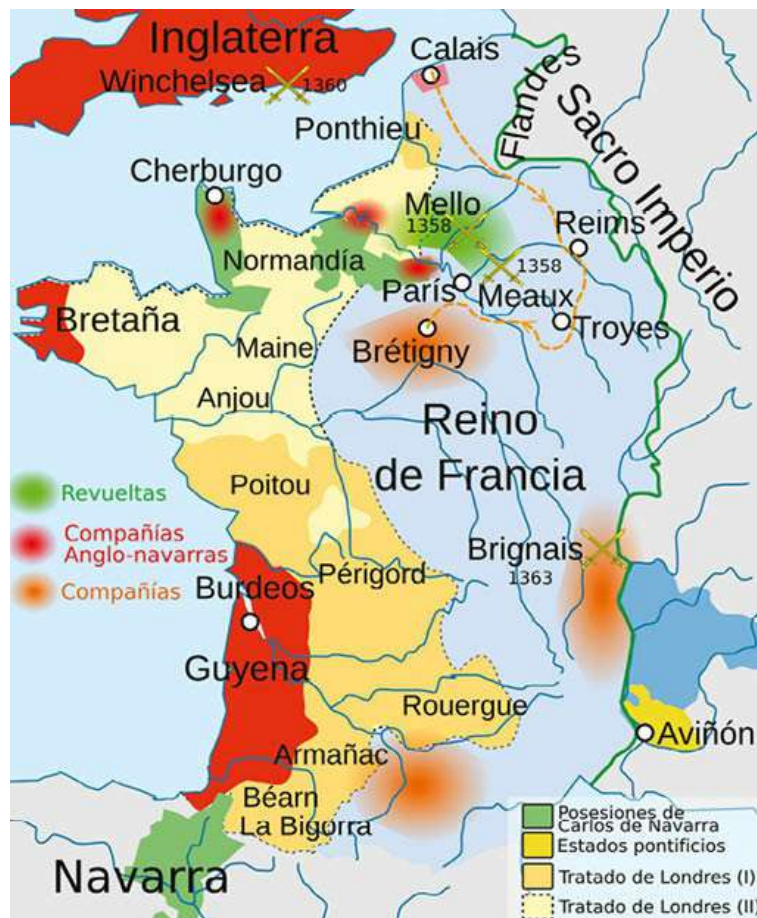 Inglaterra
Winchelsea 1360
Calais
Flandes
Sacro Imperio
Ponthieu
Cherburgo
Mello
1358
Reims
1358
Normandía
París
Meaux
Troyes
Bretaña
Maine
Brétigny
Anjou
Reino
de Francia
Poitou
Revueltas
Compañías
Anglo-navarras
Compañías
Brignais
1363
Périgord
Burdeos
Guyena
Rouergue
Aviñón
Armañac
Béarn
La Bigorra
Navarra
Posesiones de
Carlos de Navarra
Estados pontificios
Tratado de Londres (I)
Tratado de Londres (II)